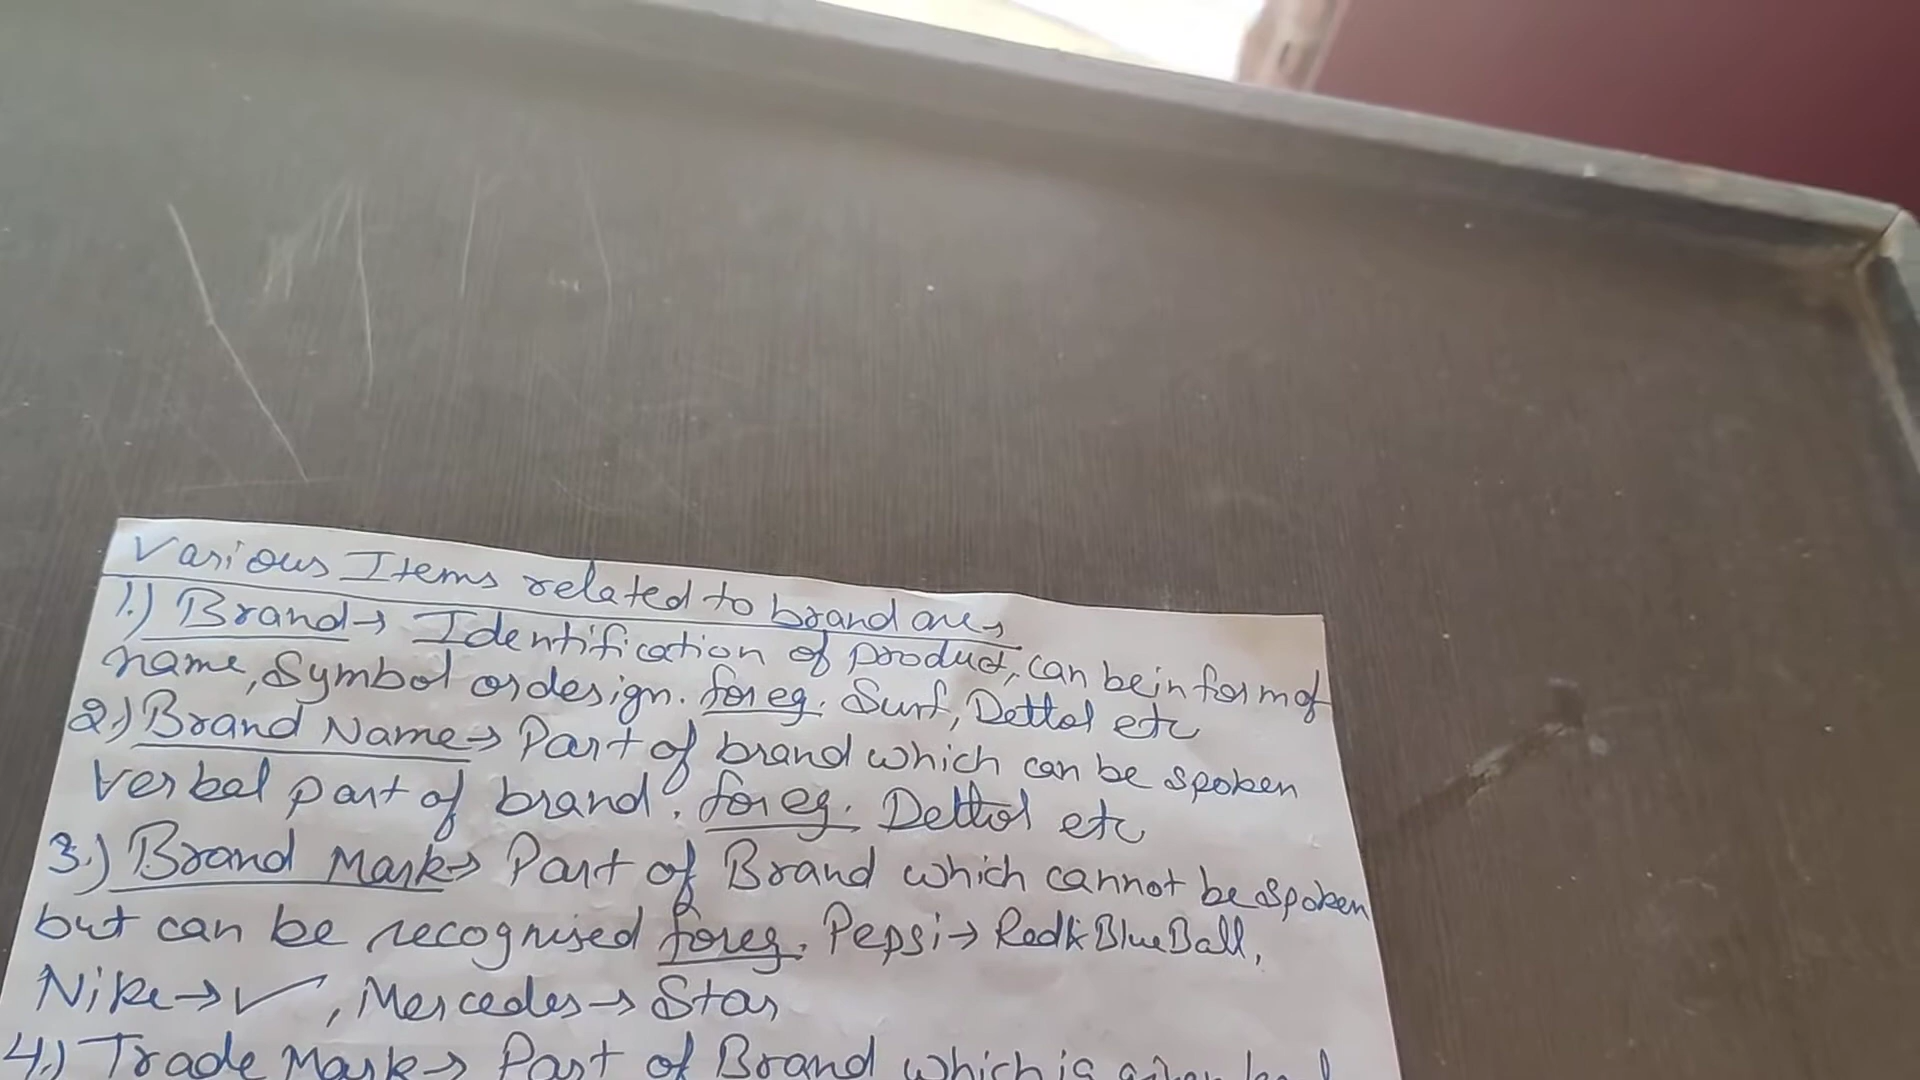 Various Items related to brand are→
1.) Brand→ Identification of product, can be in form of
name, Symbol or design. for eg. Surf, Dettol etc
2.) Brand Name→ Part of brand which can be spoken
Verbal part of brand. for eg. Dettol etc
3.) Brand Mark→ Part of Brand which cannot be spoken
but can be recognised for eg. Pepsi→ Red & Blue Ball,
Nike→ ✓, Mercedes→ Star
4.) Trade Mark→ Part of Brand which is given